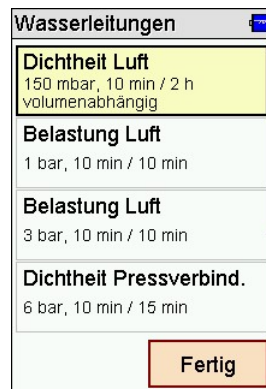 Wasserleitungen
Dichtheit Luft
150 mbar, 10 min / 2 h
volumenabhängig
Belastung Luft
1 bar, 10 min / 10 min
Belastung Luft
3 bar, 10 min / 10 min
Dichtheit Pressverbind.
6 bar, 10 min / 15 min
Fertig